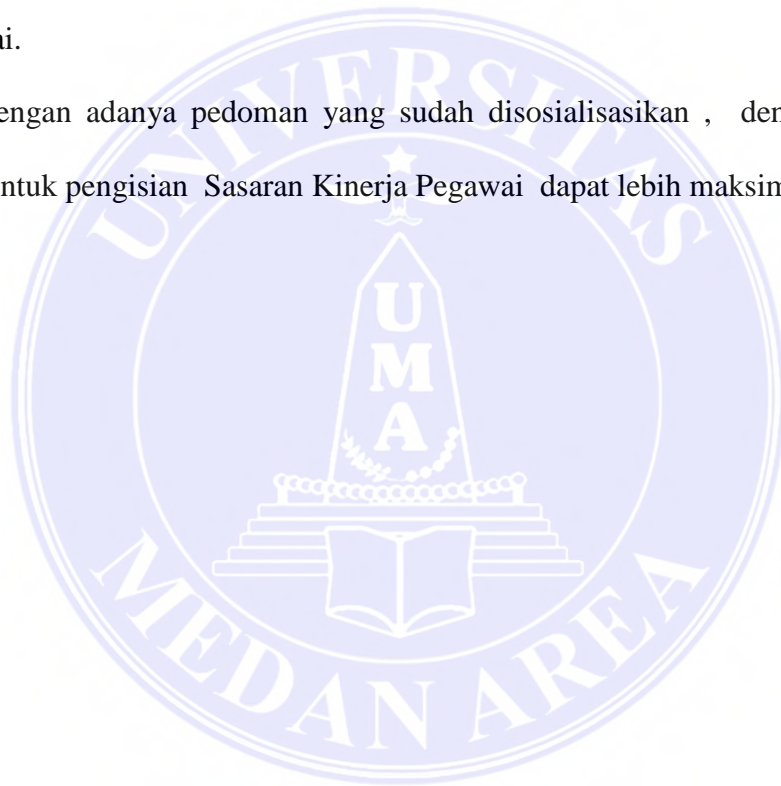 ai.
engan adanya pedoman yang sudah disosialisasikan , den
ntuk pengisian Sasaran Kinerja Pegawai dapat lebih maksim
UNIVERSITAS
UMA
MEDAN AREA